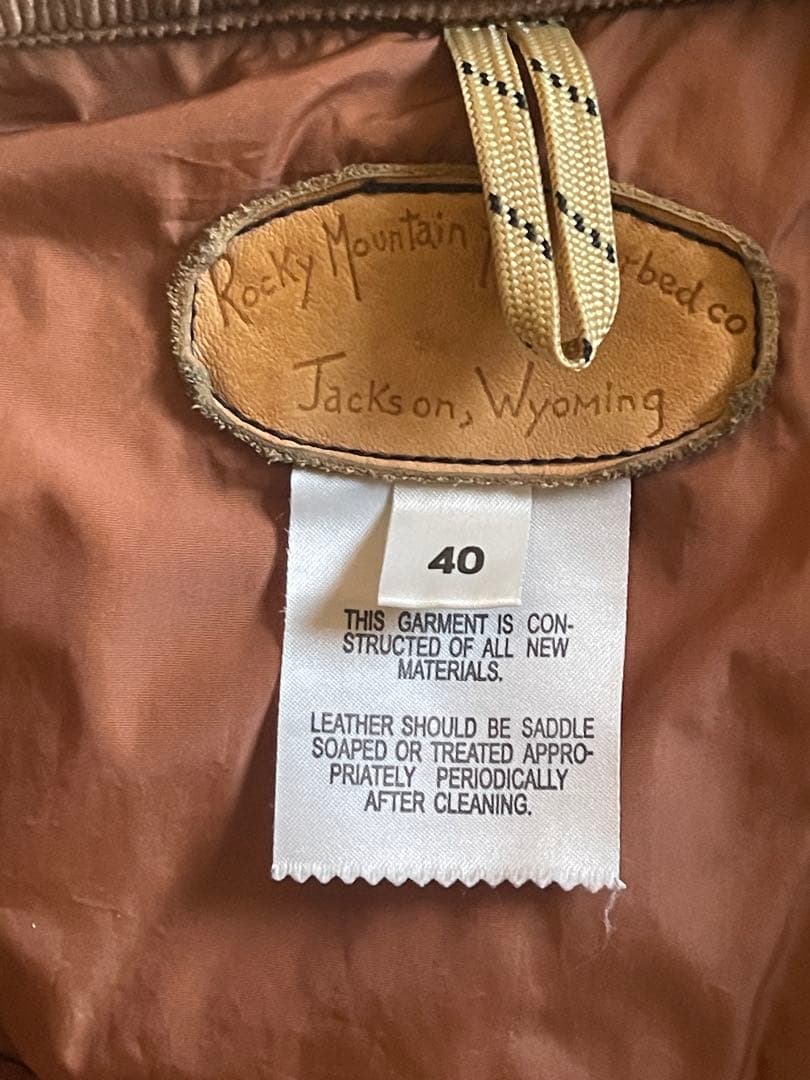 Rocky Mountain
Jackson, Wyoming
40
THIS GARMENT IS CON-
STRUCTED OF ALL NEW
MATERIALS.
LEATHER SHOULD BE SADDLE
SOAPED OR TREATED APPRO-
PRIATELY PERIODICALLY
AFTER CLEANING.